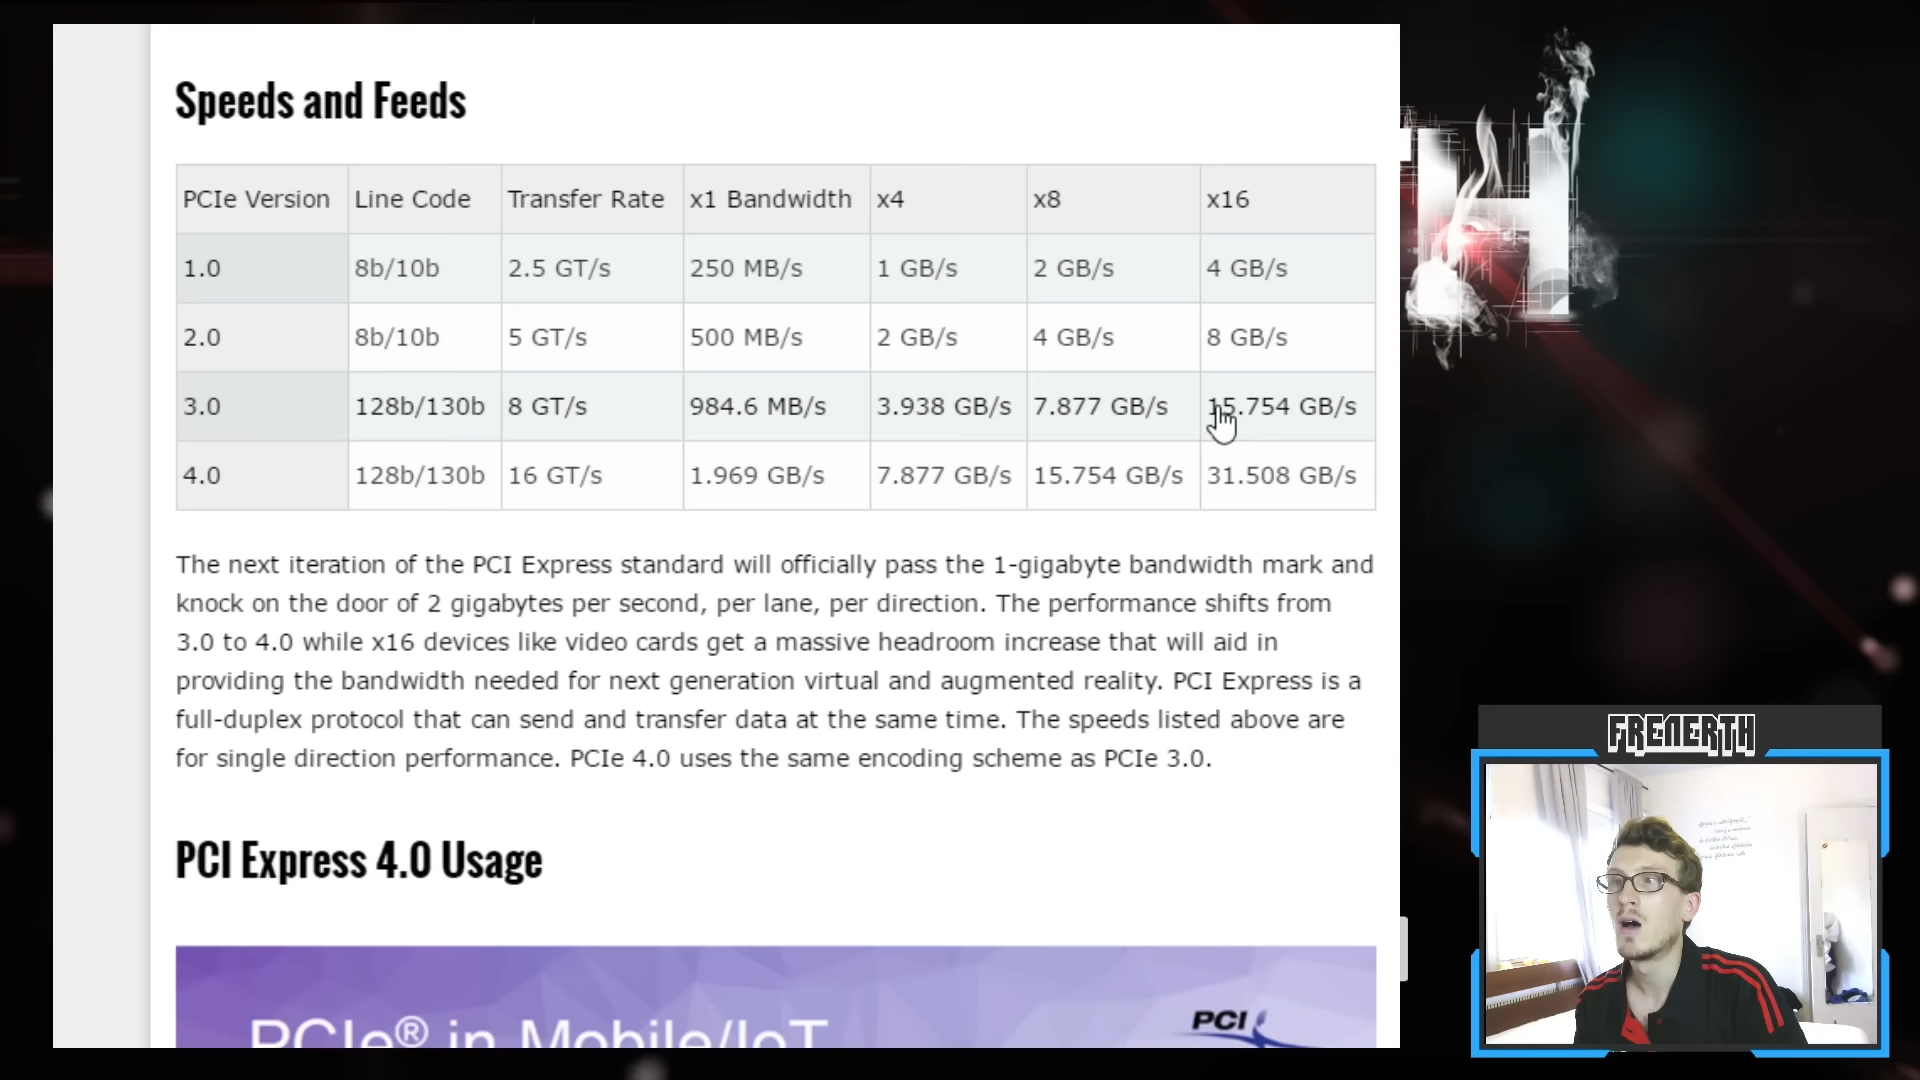 Speeds and Feeds
PCIe Version Line Code Transfer Rate x1 Bandwidth x4 x8 x16
1.0 8b/10b 2.5 GT/s 250 MB/s 1 GB/s 2 GB/s 4 GB/s
2.0 8b/10b 5 GT/s 500 MB/s 2 GB/s 4 GB/s 8 GB/s
3.0 128b/130b 8 GT/s 984.6 MB/s 3.938 GB/s 7.877 GB/s 15.754 GB/s
4.0 128b/130b 16 GT/s 1.969 GB/s 7.877 GB/s 15.754 GB/s 31.508 GB/s
The next iteration of the PCI Express standard will officially pass the 1-gigabyte bandwidth mark and
knock on the door of 2 gigabytes per second, per lane, per direction. The performance shifts from
3.0 to 4.0 while x16 devices like video cards get a massive headroom increase that will aid in
providing the bandwidth needed for next generation virtual and augmented reality. PCI Express is a
full-duplex protocol that can send and transfer data at the same time. The speeds listed above are
for single direction performance. PCIe 4.0 uses the same encoding scheme as PCIe 3.0.
PCI Express 4.0 Usage
PCIe® in Mobile/IoT
PCI
H
FRENERTH